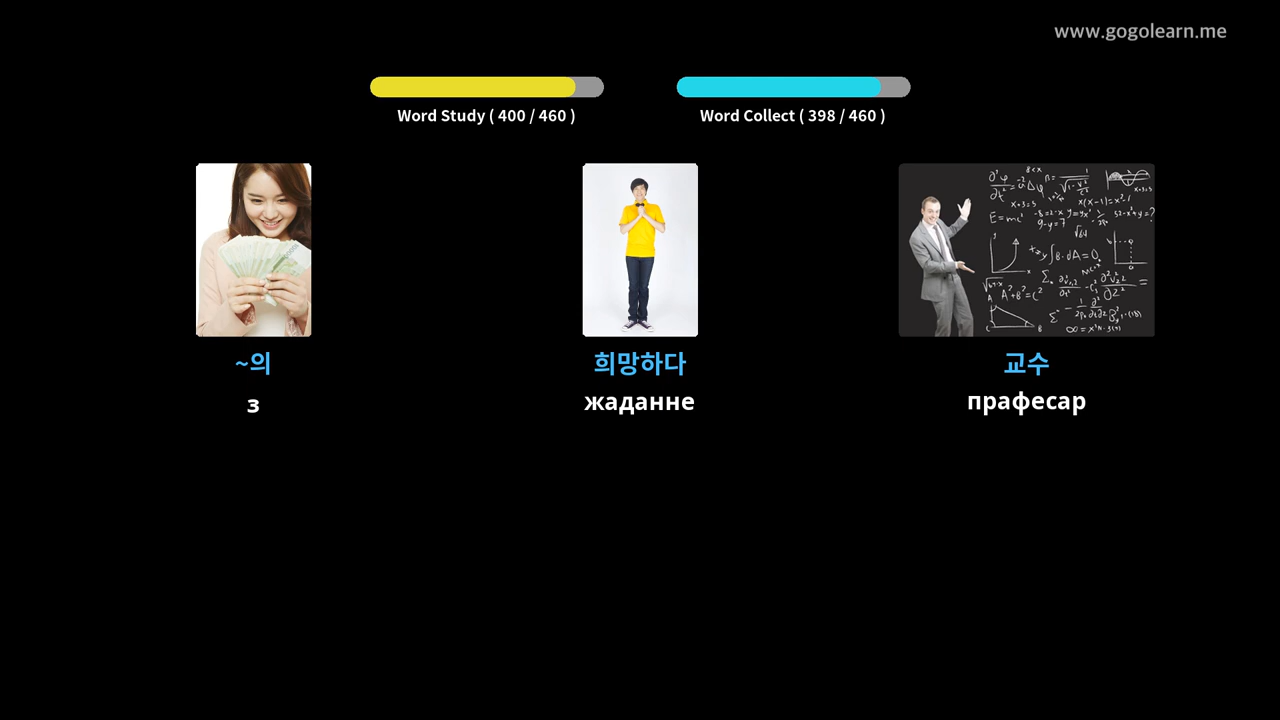 www.gogolearn.me
Word Study ( 400 / 460 )
Word Collect ( 398 / 460 )
~의
з
희망하다
жаданне
교수
прафесар